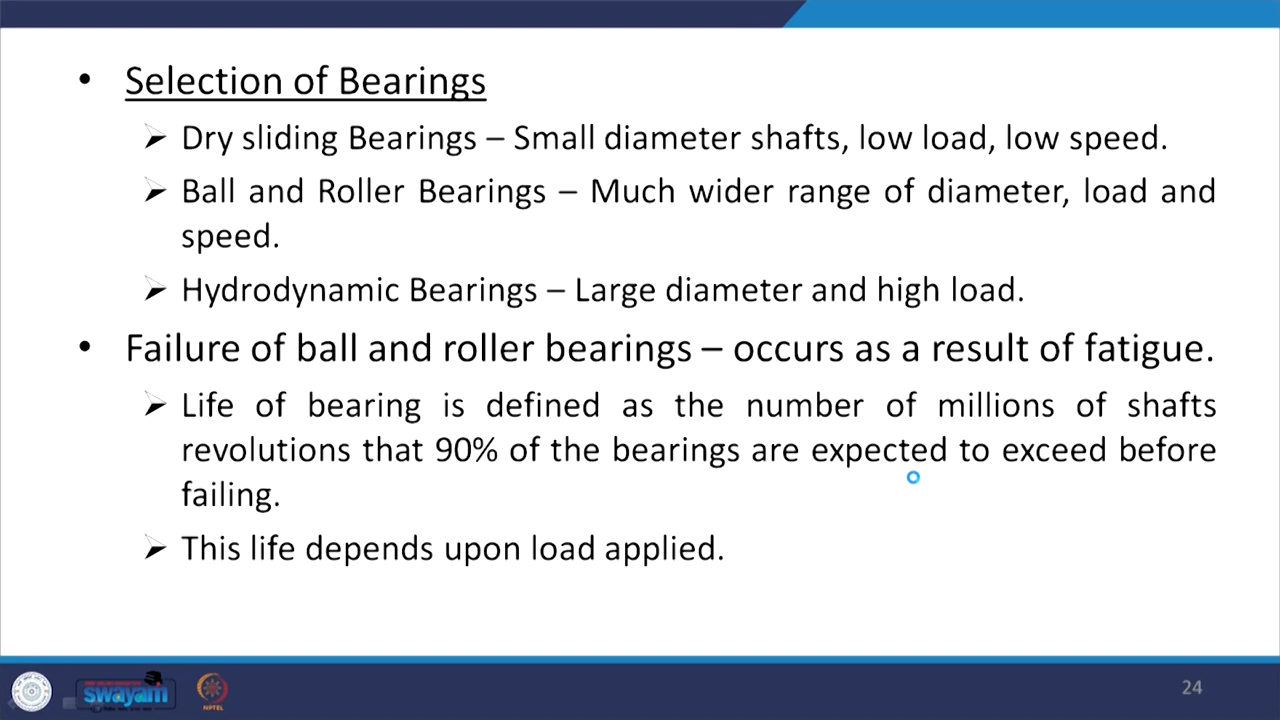 • Selection of Bearings
➢ Dry sliding Bearings – Small diameter shafts, low load, low speed.
➢ Ball and Roller Bearings – Much wider range of diameter, load and
speed.
➢ Hydrodynamic Bearings – Large diameter and high load.
• Failure of ball and roller bearings – occurs as a result of fatigue.
➢ Life of bearing is defined as the number of millions of shafts
revolutions that 90% of the bearings are expected to exceed before
failing.
➢ This life depends upon load applied.
swayam
NPTEL
24